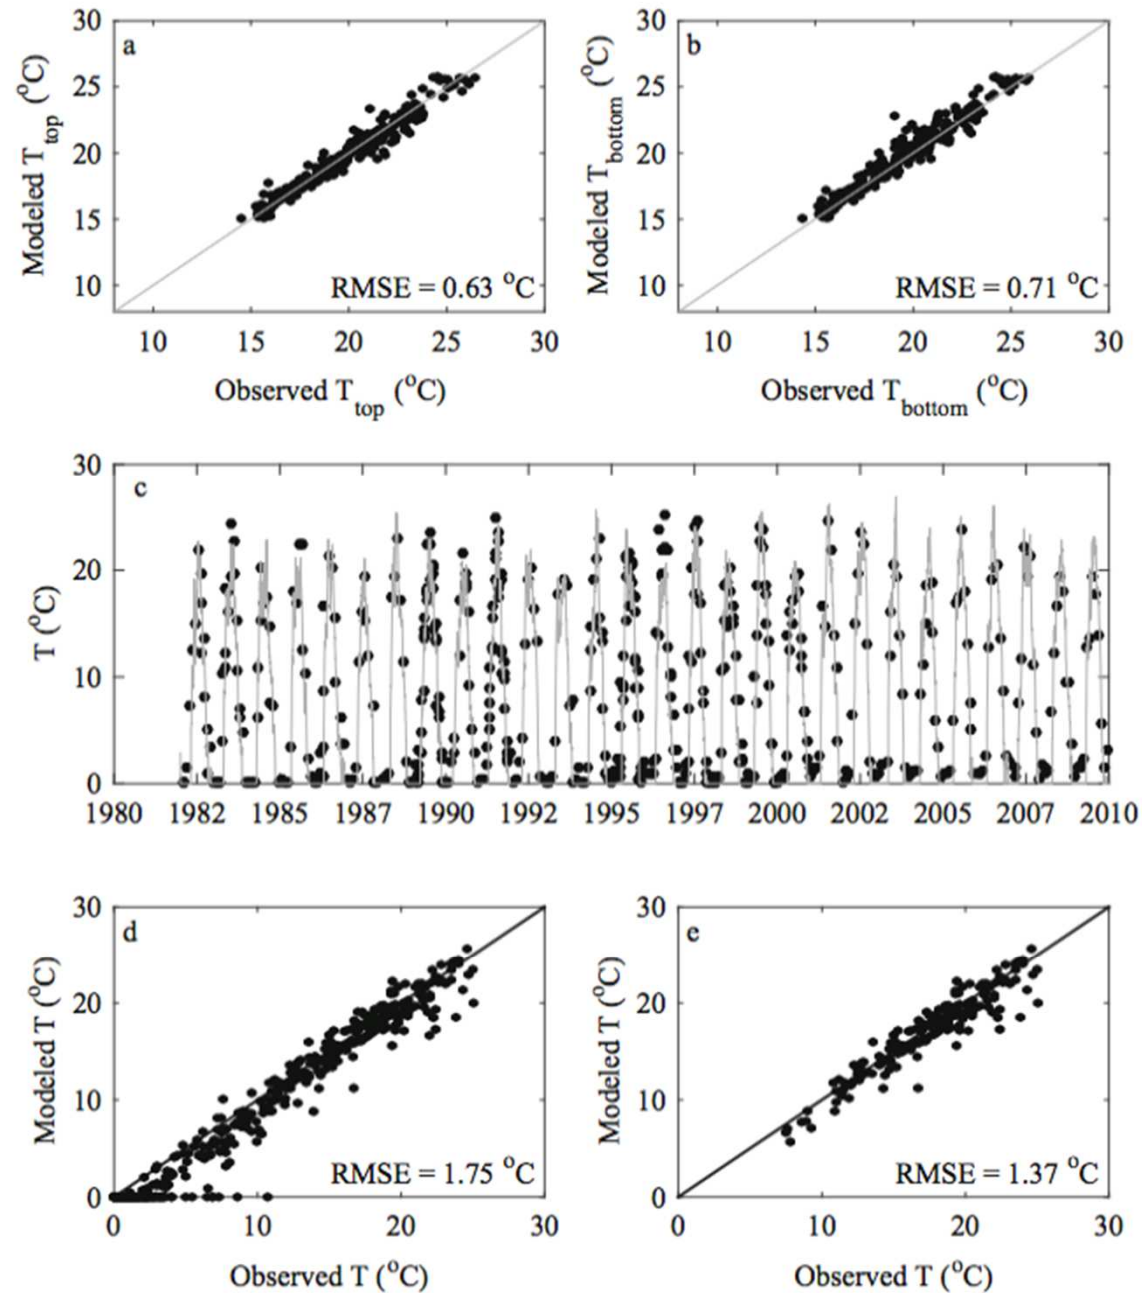 a
30
25
20
15
10
Modeled T_top (°C)
RMSE = 0.63 °C
10 15 20 25 30
Observed T_top (°C)
b
30
25
20
15
10
Modeled T_bottom (°C)
RMSE = 0.71 °C
10 15 20 25 30
Observed T_bottom (°C)
c
30
20
10
0
T (°C)
1980 1982 1985 1987 1990 1992 1995 1997 2000 2002 2005 2007 2010
d
30
20
10
0
Modeled T (°C)
RMSE = 1.75 °C
0 10 20 30
Observed T (°C)
e
30
20
10
0
Modeled T (°C)
RMSE = 1.37 °C
0 10 20 30
Observed T (°C)